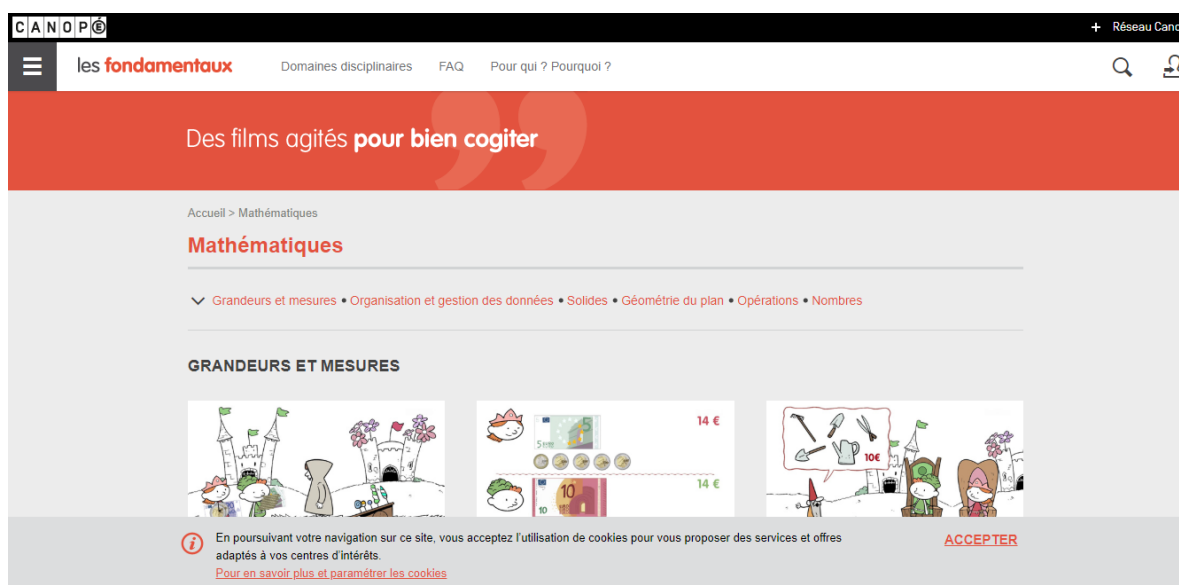 CANOPÉ
+ Réseau Cano
les fondamentaux
Domaines disciplinaires FAQ Pour qui ? Pourquoi ?
Des films agités pour bien cogiter
Accueil > Mathématiques
Mathématiques
Grandeurs et mesures • Organisation et gestion des données • Solides • Géométrie du plan • Opérations • Nombres
GRANDEURS ET MESURES
14 €
5
14 €
10
10
10€
En poursuivant votre navigation sur ce site, vous acceptez l'utilisation de cookies pour vous proposer des services et offres
adaptés à vos centres d'intérêts.
ACCEPTER
Pour en savoir plus et paramétrer les cookies